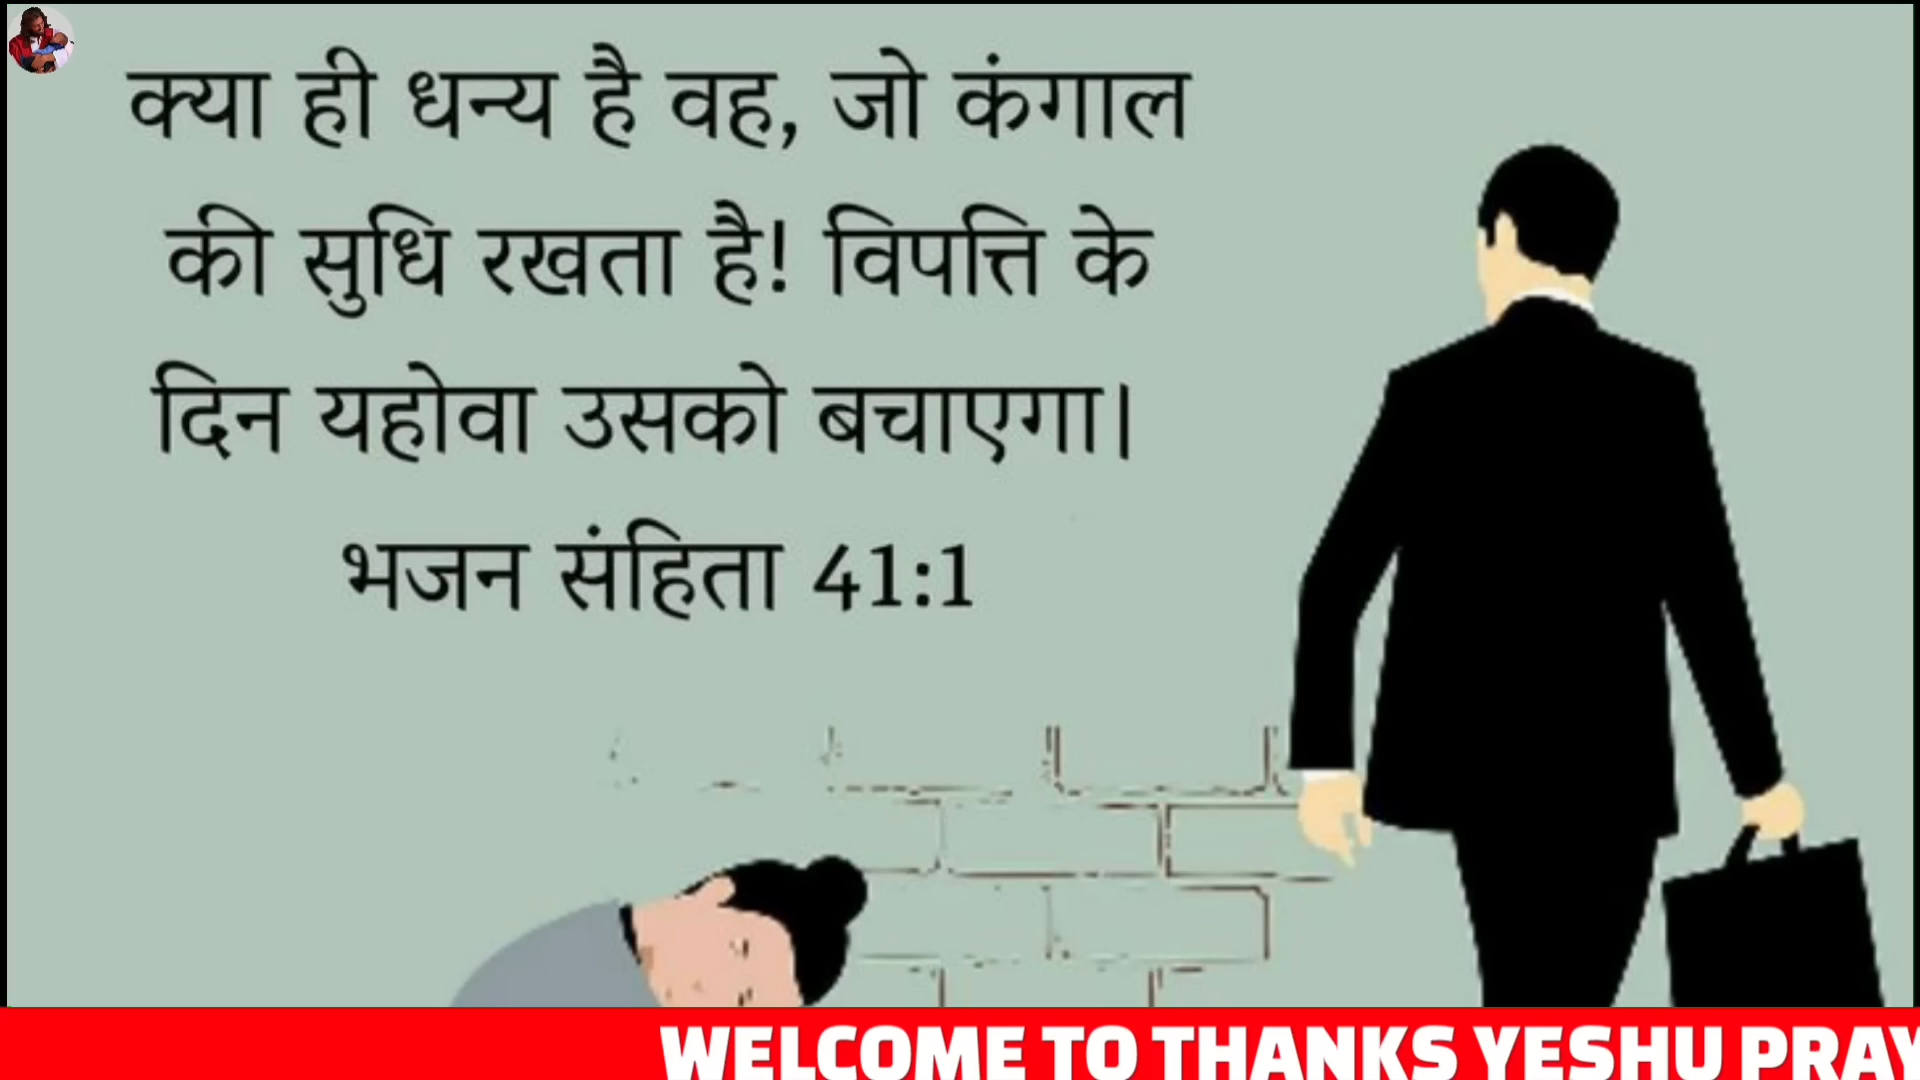 क्या ही धन्य है वह, जो कंगाल
की सुधि रखता है! विपत्ति के
दिन यहोवा उसको बचाएगा।
भजन संहिता 41:1
WELCOME TO THANKS YESHU PRAY